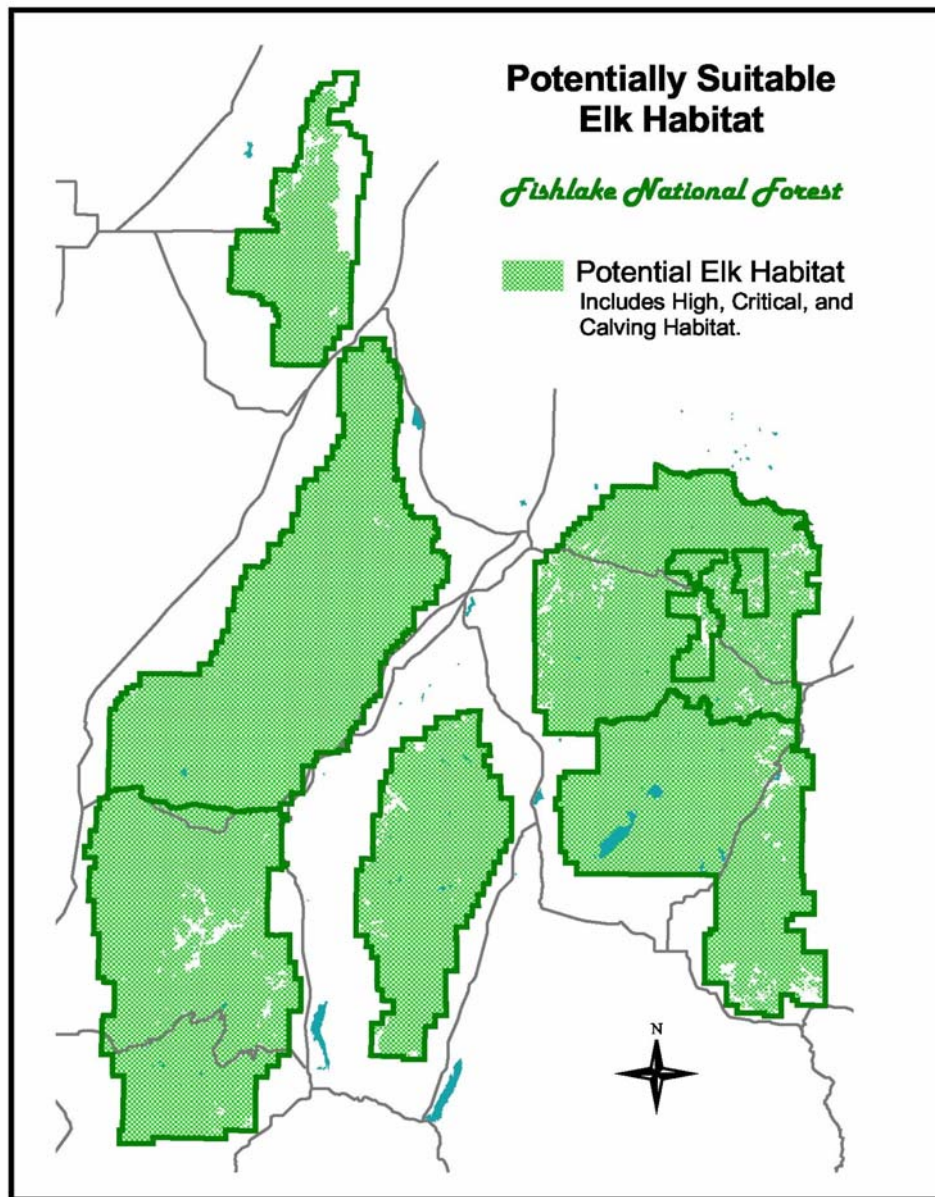 Potentially Suitable
Elk Habitat
Fishlake National Forest
Potential Elk Habitat
Includes High, Critical, and
Calving Habitat.
N